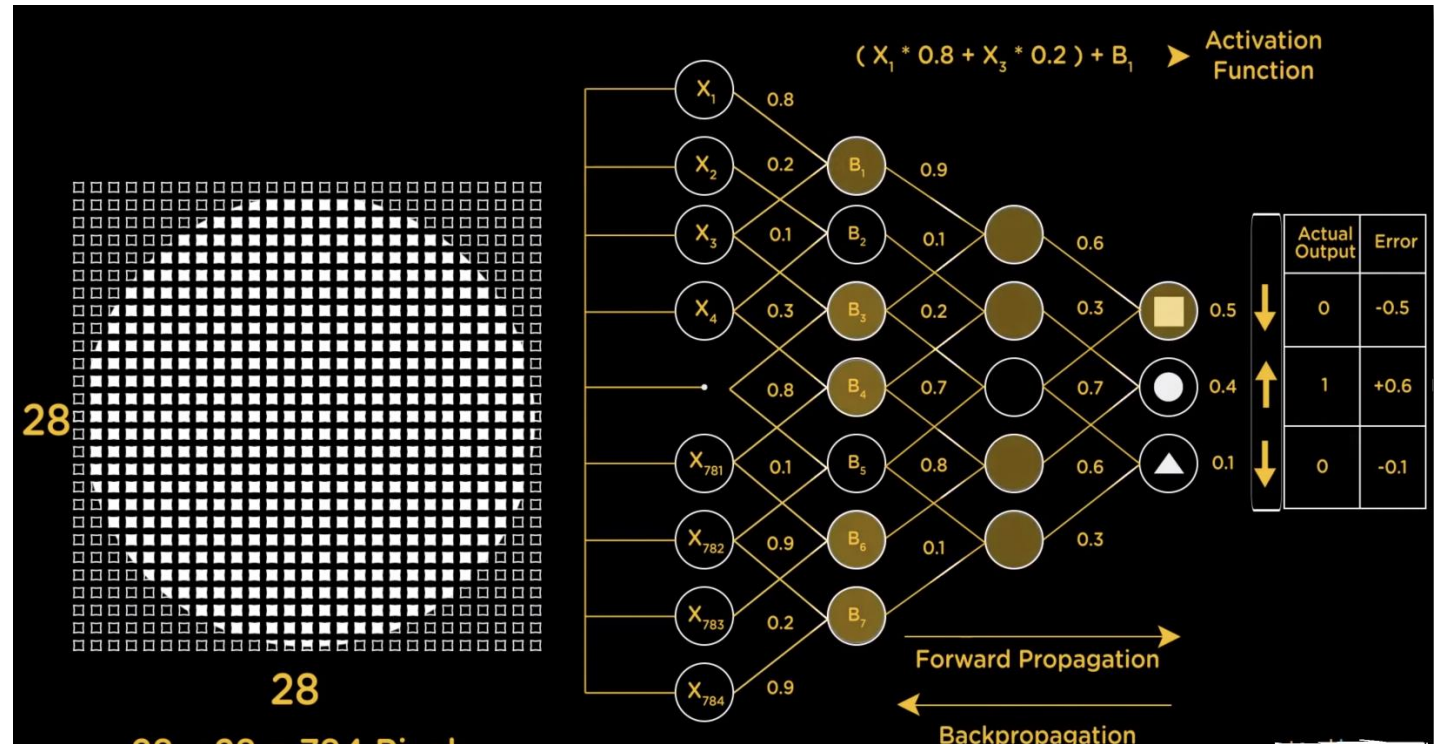 ( X₁ * 0.8 + X₃ * 0.2 ) + B₁
Activation
Function
X₁
0.8
X₂
0.2
B₁
0.9
X₃
0.1
B₂
0.1
0.6
X₄
0.3
B₃
0.2
0.3
0.5
0.8
B₄
0.7
0.7
0.4
X₇₈₁
0.1
B₅
0.8
0.6
0.1
X₇₈₂
0.9
B₆
0.1
0.3
X₇₈₃
0.2
B₇
X₇₈₄
0.9
Actual Output Error
0 -0.5
1 +0.6
0 -0.1
28
28
Forward Propagation
Backpropagation